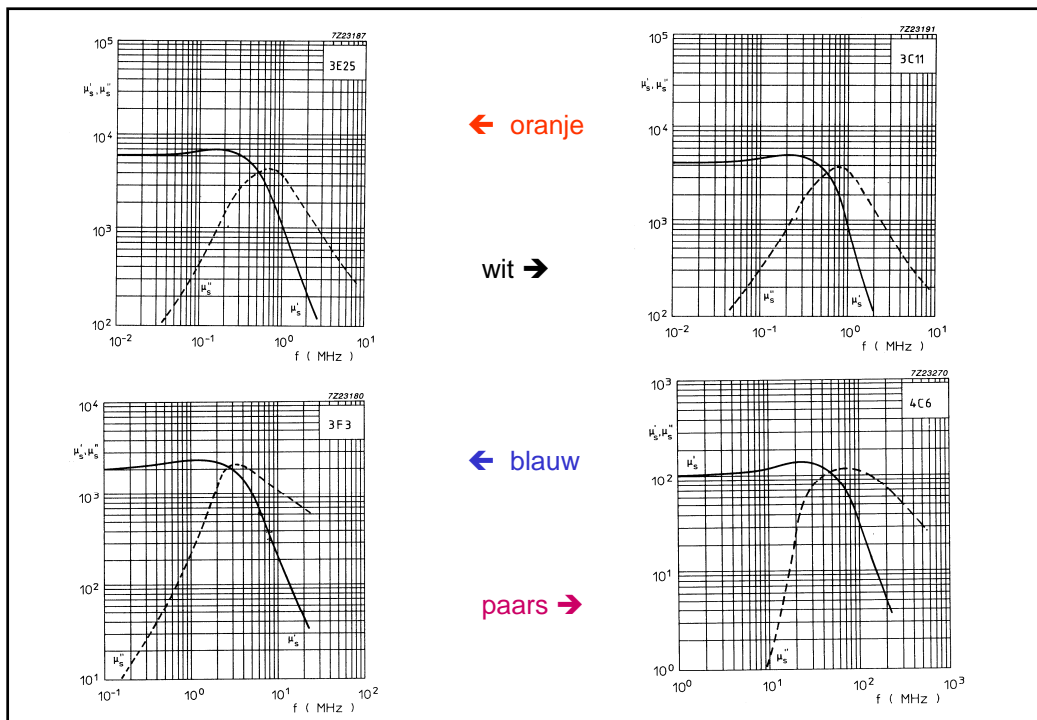 7Z23187
10⁵
3E25
μ's, μ''s
10⁴
10³
μ''s
μ's
10²
10⁻² 10⁻¹ 10⁰ 10¹
f ( MHz )
← oranje
7Z23191
10⁵
3C11
μ's, μ''s
10⁴
10³
μ''s
μ's
10²
10⁻² 10⁻¹ 10⁰ 10¹
f ( MHz )
wit →
7Z23180
10⁴
3F3
μ's, μ''s
10³
10²
μ''s
μ's
10¹
10⁻¹ 10⁰ 10¹ 10²
f ( MHz )
← blauw
7Z23270
10³
4C6
μ's, μ''s
μ's
10²
10¹
μ''s
10⁰
10⁰ 10¹ 10² 10³
f ( MHz )
paars →